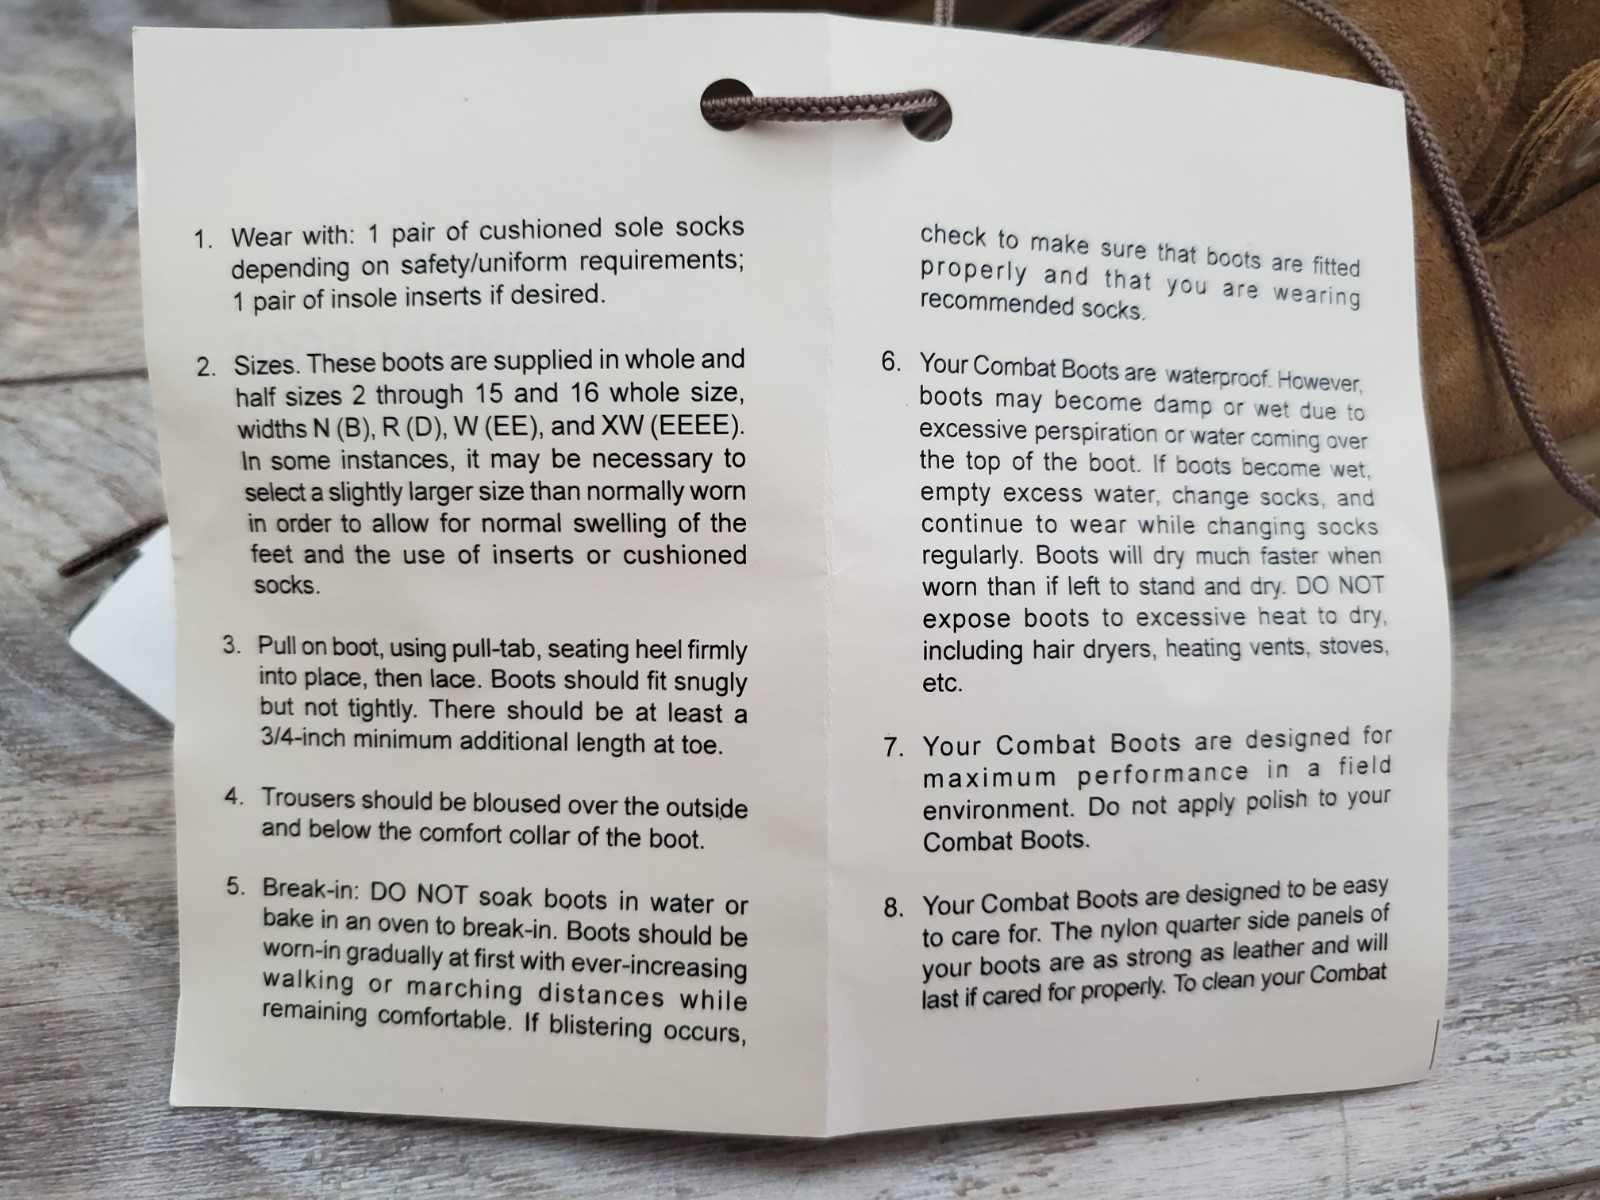 1. Wear with: 1 pair of cushioned sole socks
depending on safety/uniform requirements;
1 pair of insole inserts if desired.
2. Sizes. These boots are supplied in whole and
half sizes 2 through 15 and 16 whole size,
widths N (B), R (D), W (EE), and XW (EEEE).
In some instances, it may be necessary to
select a slightly larger size than normally worn
in order to allow for normal swelling of the
feet and the use of inserts or cushioned
socks.
3. Pull on boot, using pull-tab, seating heel firmly
into place, then lace. Boots should fit snugly
but not tightly. There should be at least a
3/4-inch minimum additional length at toe.
4. Trousers should be bloused over the outside
and below the comfort collar of the boot.
5. Break-in: DO NOT soak boots in water or
bake in an oven to break-in. Boots should be
worn-in gradually at first with ever-increasing
walking or marching distances while
remaining comfortable. If blistering occurs,
check to make sure that boots are fitted
properly and that you are wearing
recommended socks.
6. Your Combat Boots are waterproof. However,
boots may become damp or wet due to
excessive perspiration or water coming over
the top of the boot. If boots become wet,
empty excess water, change socks, and
continue to wear while changing socks
regularly. Boots will dry much faster when
worn than if left to stand and dry. DO NOT
expose boots to excessive heat to dry,
including hair dryers, heating vents, stoves,
etc.
7. Your Combat Boots are designed for
maximum performance in a field
environment. Do not apply polish to your
Combat Boots.
8. Your Combat Boots are designed to be easy
to care for. The nylon quarter side panels of
your boots are as strong as leather and will
last if cared for properly. To clean your Combat